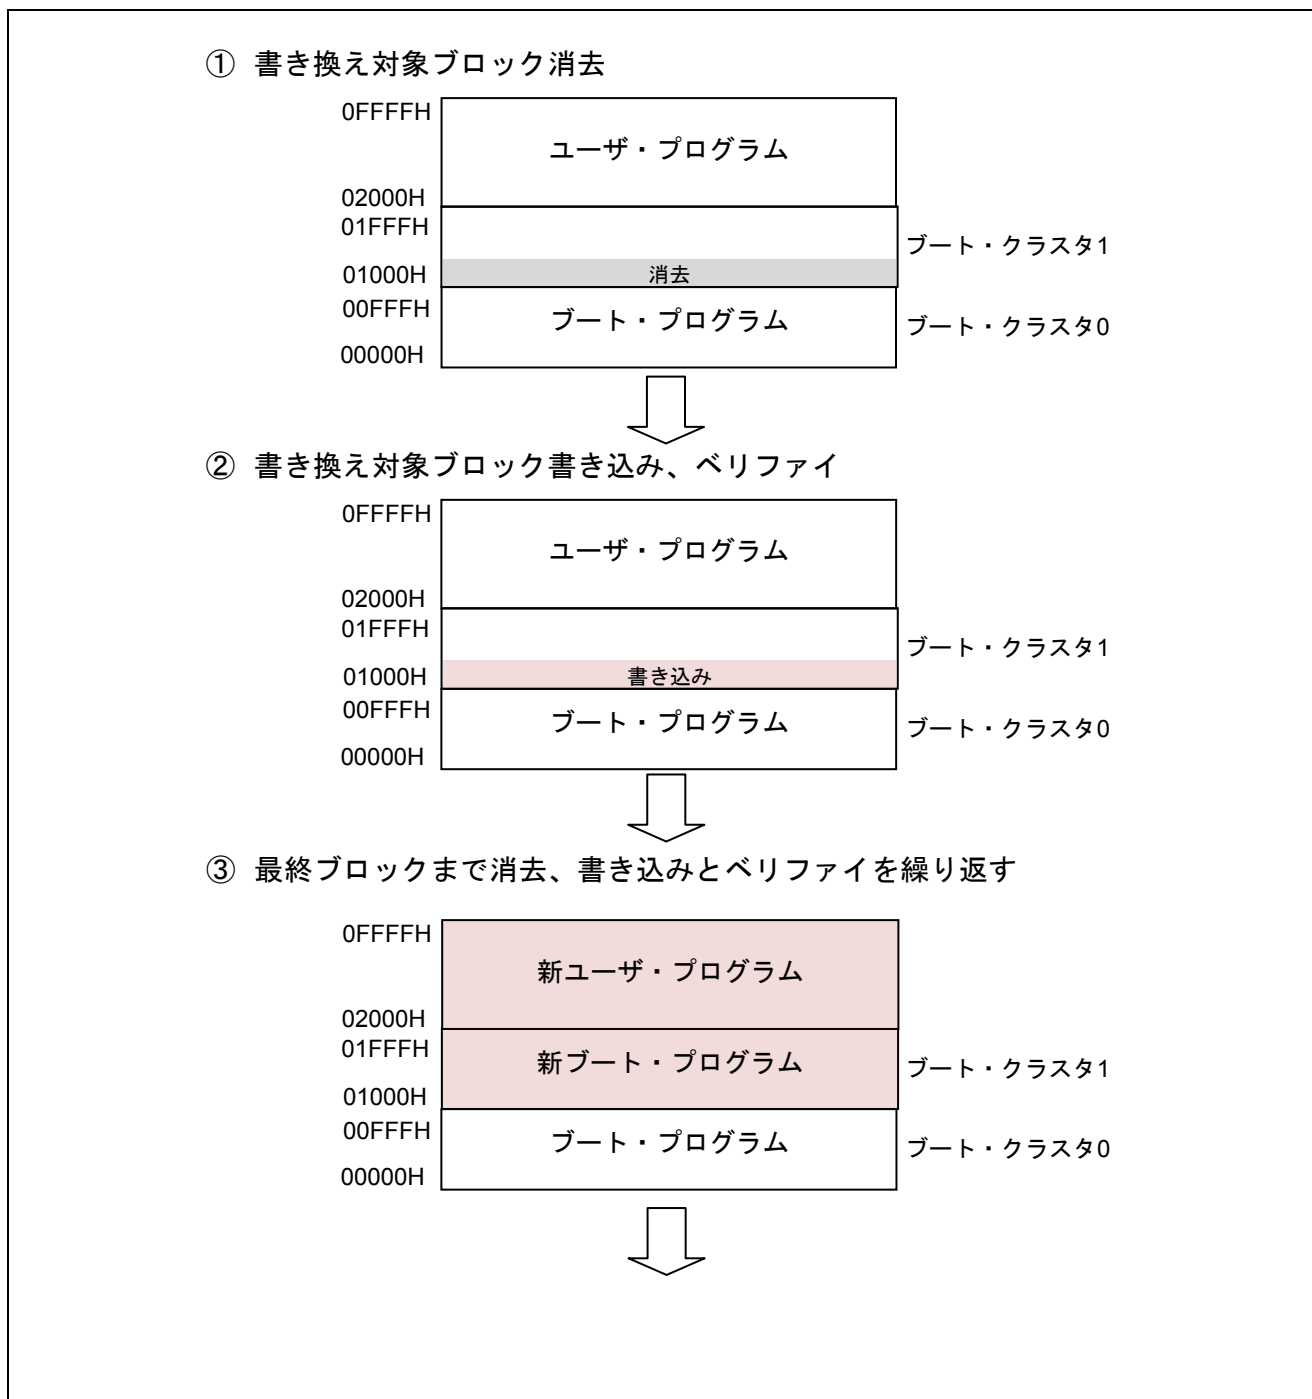 ① 書き換え対象ブロック消去
0FFFFH
ユーザ・プログラム
02000H
01FFFH
ブート・クラスタ1
01000H
消去
00FFFH
ブート・プログラム
ブート・クラスタ0
00000H
② 書き換え対象ブロック書き込み、ベリファイ
0FFFFH
ユーザ・プログラム
02000H
01FFFH
ブート・クラスタ1
01000H
書き込み
00FFFH
ブート・プログラム
ブート・クラスタ0
00000H
③ 最終ブロックまで消去、書き込みとベリファイを繰り返す
0FFFFH
新ユーザ・プログラム
02000H
01FFFH
新ブート・プログラム
ブート・クラスタ1
01000H
00FFFH
ブート・プログラム
ブート・クラスタ0
00000H